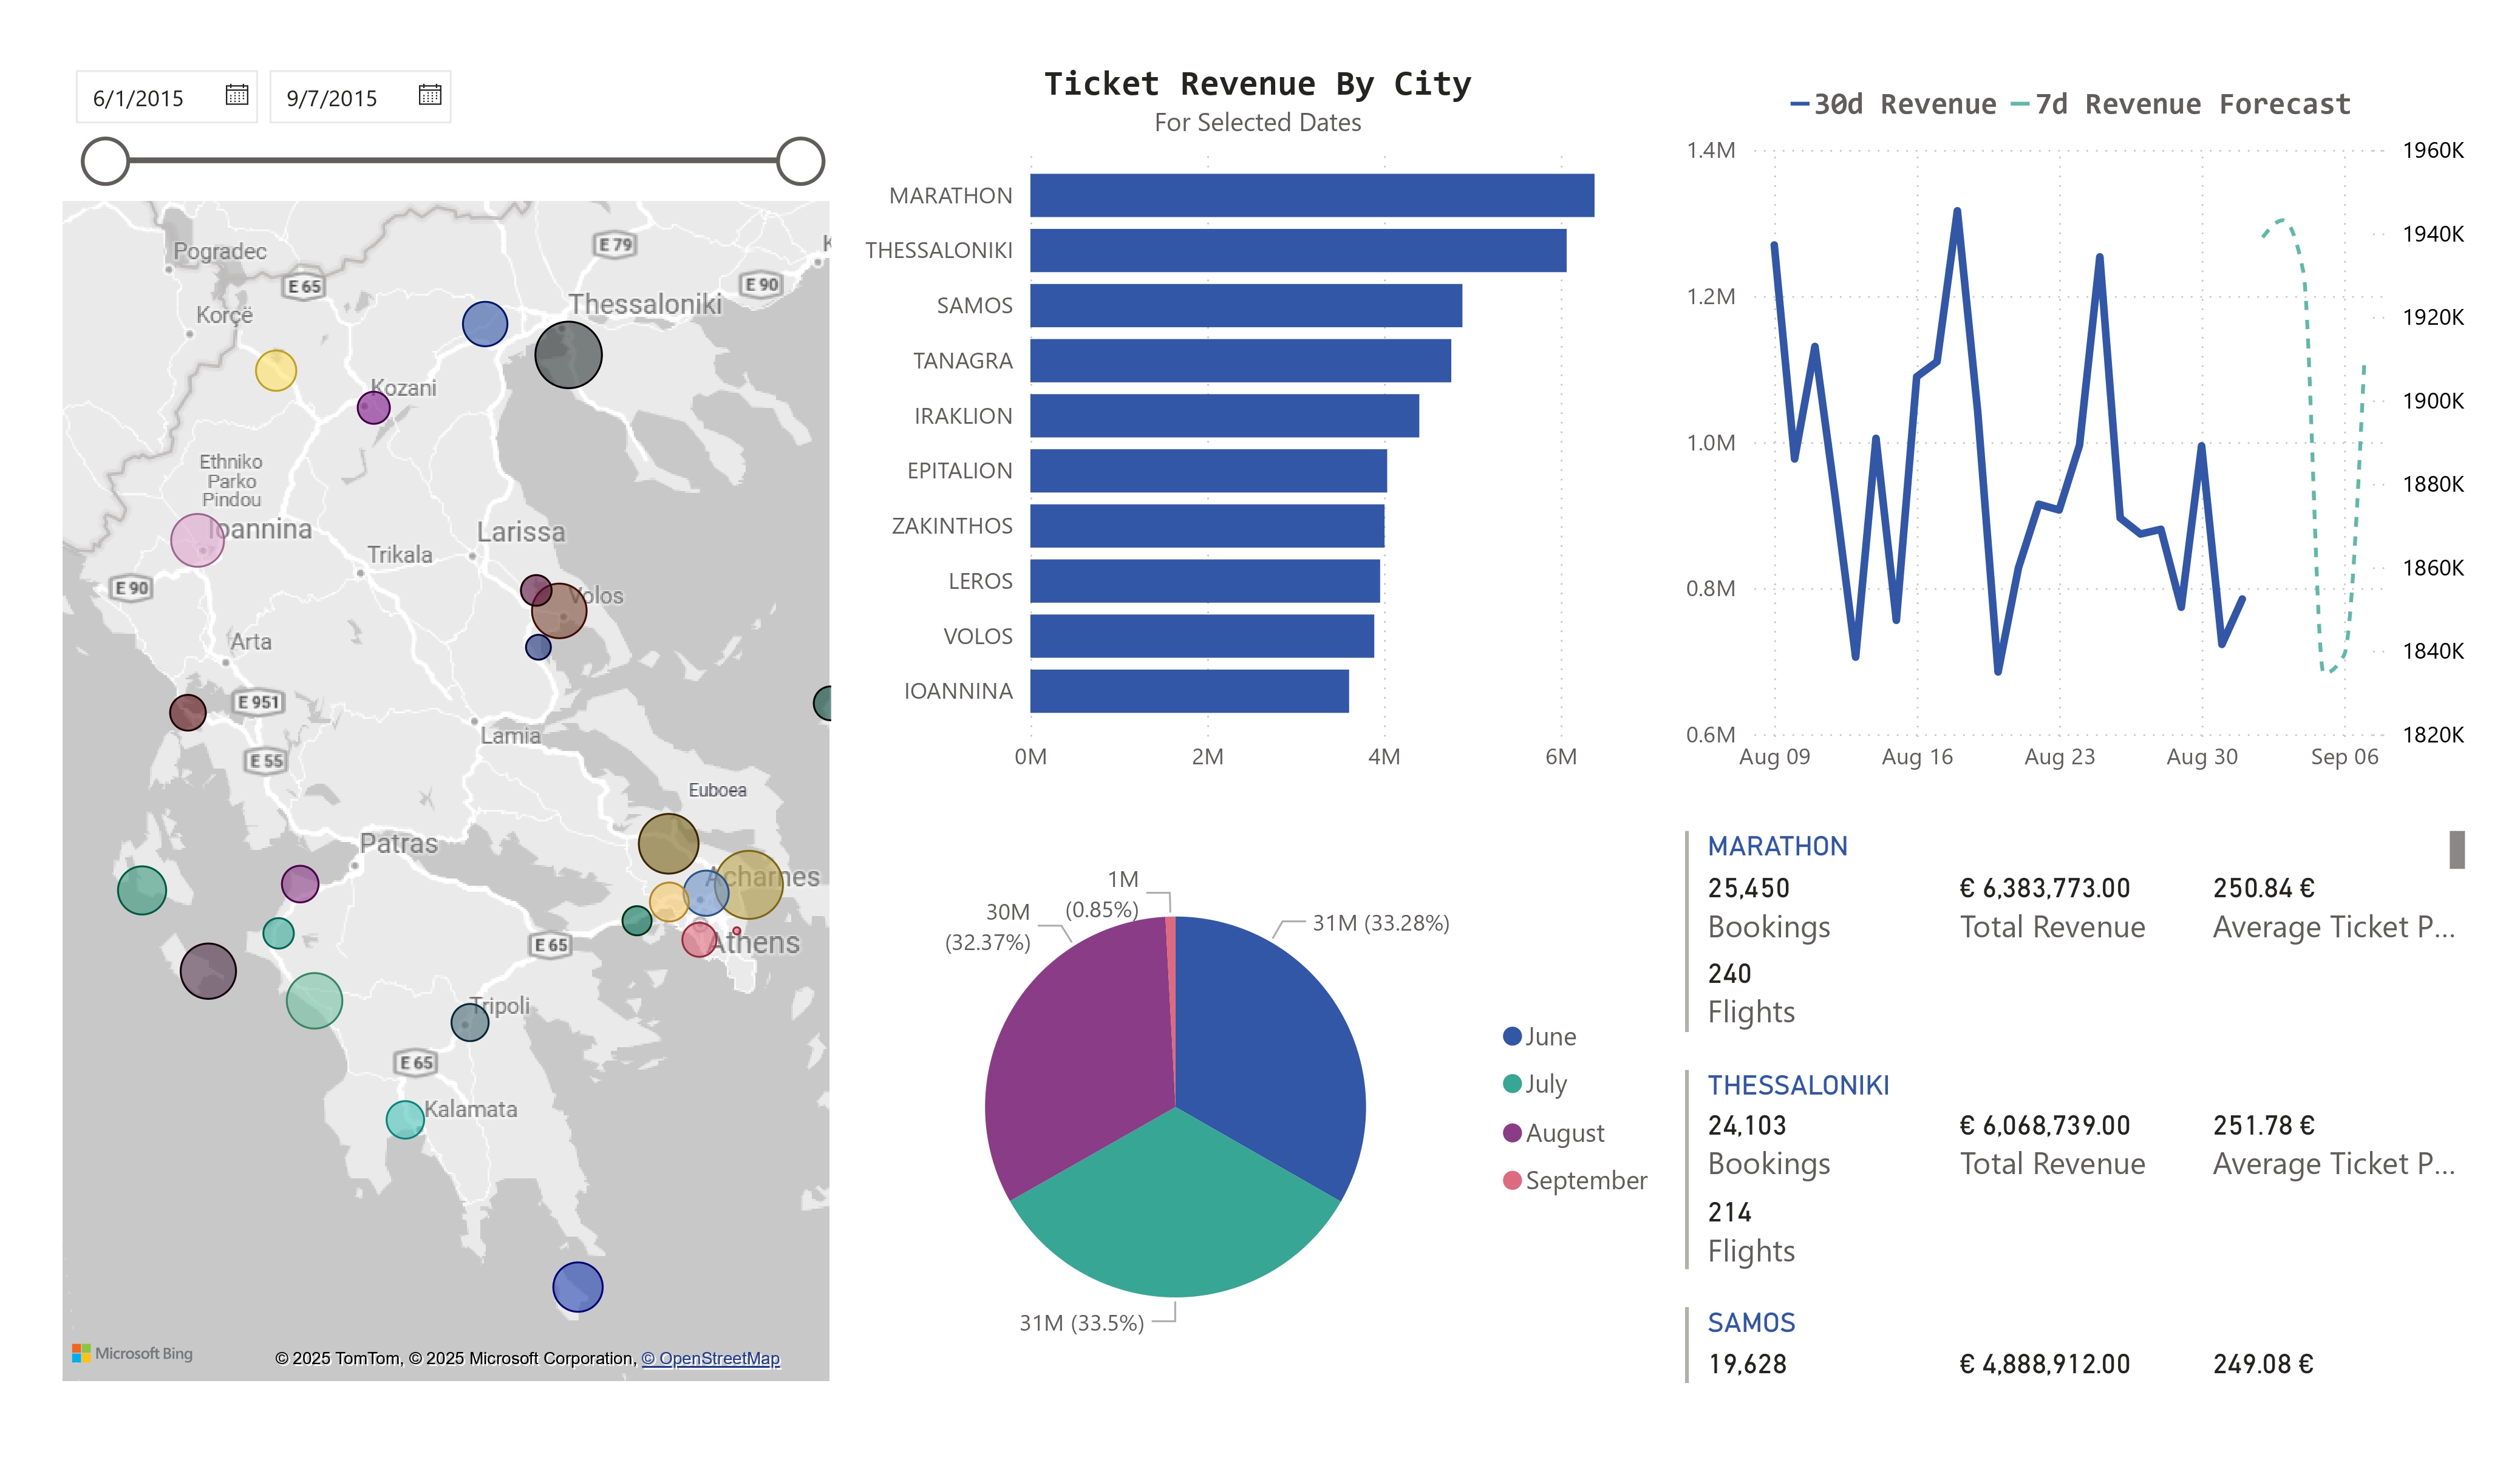 6/1/2015
9/7/2015
Pogradec
Korçë
E 65
E 79
E 90
K
Thessaloniki
Kozani
Ethniko
Parko
Pindou
Ioannina
E 90
Trikala
Larissa
Volos
Arta
E 951
E 55
Lamia
Euboea
Patras
Acharnes
E 65
Athens
Tripoli
E 65
Kalamata
Microsoft Bing
© 2025 TomTom, © 2025 Microsoft Corporation, © OpenStreetMap
Ticket Revenue By City
For Selected Dates
MARATHON
THESSALONIKI
SAMOS
TANAGRA
IRAKLION
EPITALION
ZAKINTHOS
LEROS
VOLOS
IOANNINA
0M 2M 4M 6M
30d Revenue 7d Revenue Forecast
1.4M
1.2M
1.0M
0.8M
0.6M
1960K
1940K
1920K
1900K
1880K
1860K
1840K
1820K
Aug 09 Aug 16 Aug 23 Aug 30 Sep 06
1M
(0.85%)
30M
(32.37%)
31M (33.28%)
31M (33.5%)
June
July
August
September
MARATHON
25,450 € 6,383,773.00 250.84 €
Bookings Total Revenue Average Ticket P...
240
Flights
THESSALONIKI
24,103 € 6,068,739.00 251.78 €
Bookings Total Revenue Average Ticket P...
214
Flights
SAMOS
19,628 € 4,888,912.00 249.08 €